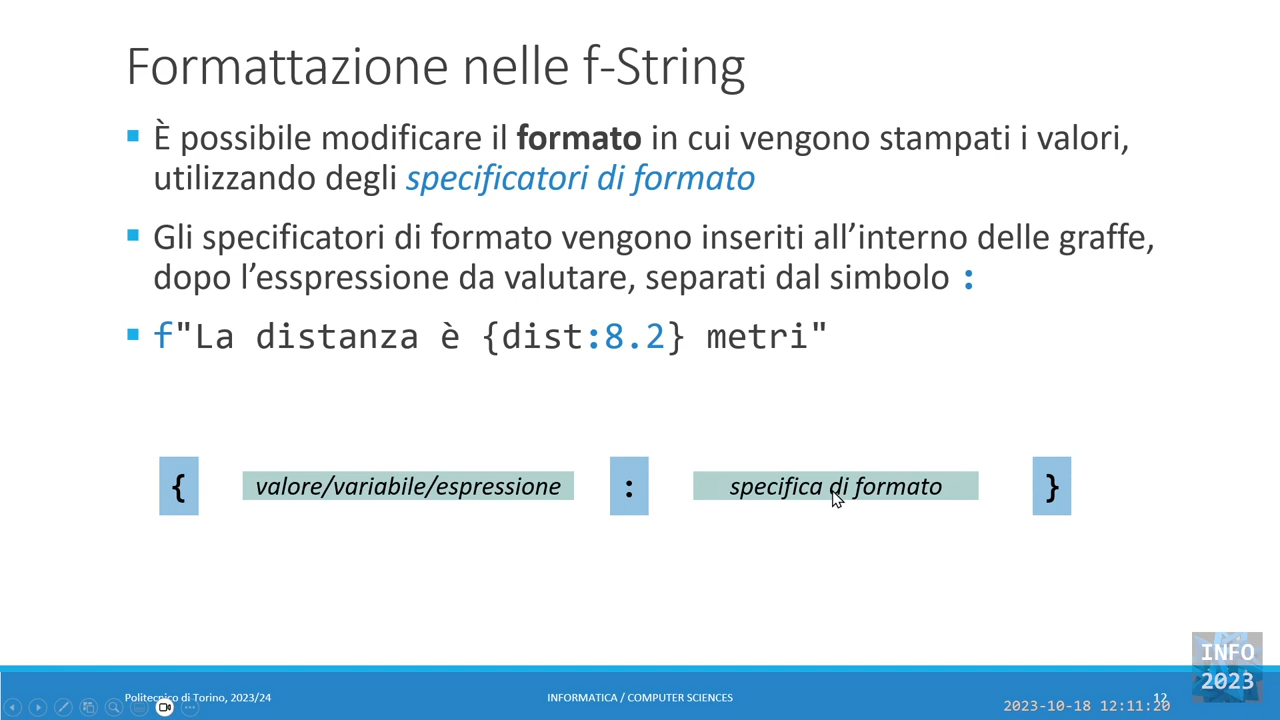 Formattazione nelle f-String
È possibile modificare il formato in cui vengono stampati i valori,
utilizzando degli specificatori di formato
Gli specificatori di formato vengono inseriti all’interno delle graffe,
dopo l’esspressione da valutare, separati dal simbolo :
f"La distanza è {dist:8.2} metri"
{ valore/variabile/espressione : specifica di formato }
INFO
2023
Politecnico di Torino, 2023/24 INFORMATICA / COMPUTER SCIENCES 12
2023-10-18 12:11:20